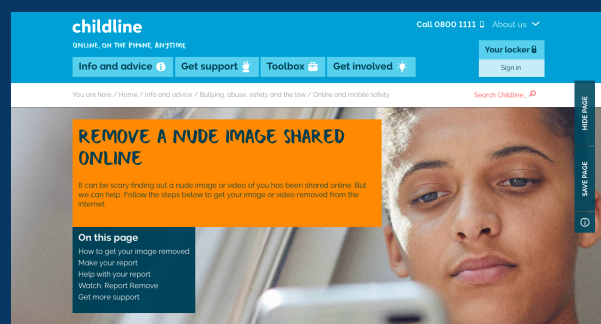 childline
Call 0800 1111
About us
ONLINE, ON THE PHONE, ANYTIME
Your locker
Sign in
Info and advice
Get support
Toolbox
Get involved
You are here / Home / Info and advice / Bullying, abuse, safety and the law / Online and mobile safety
Search Childline_
HIDE PAGE
SAVE PAGE
REMOVE A NUDE IMAGE SHARED
ONLINE
It can be scary finding out a nude image or video of you has been shared online. But
we can help. Follow the steps below to get your image or video removed from the
internet.
On this page
How to get your image removed
Make your report
Help with your report
Watch: Report Remove
Get more support